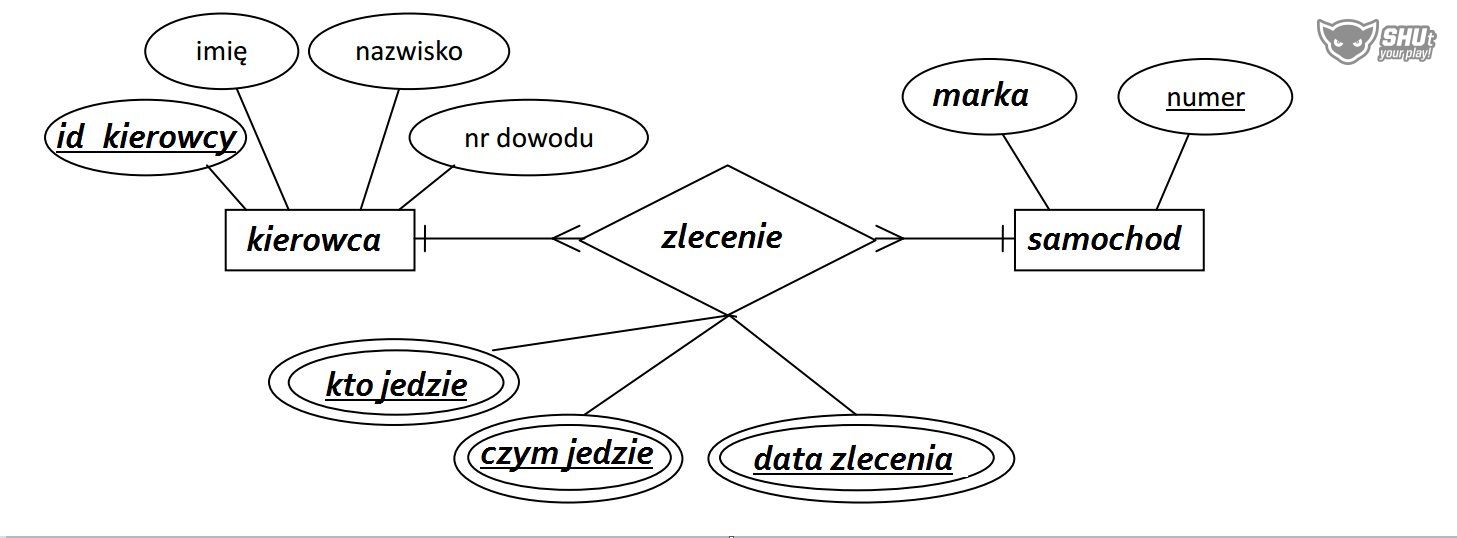 imię
nazwisko
id_kierowcy
nr dowodu
marka
numer
kierowca
zlecenie
samochod
kto jedzie
czym jedzie
data zlecenia
SHUt
your play!